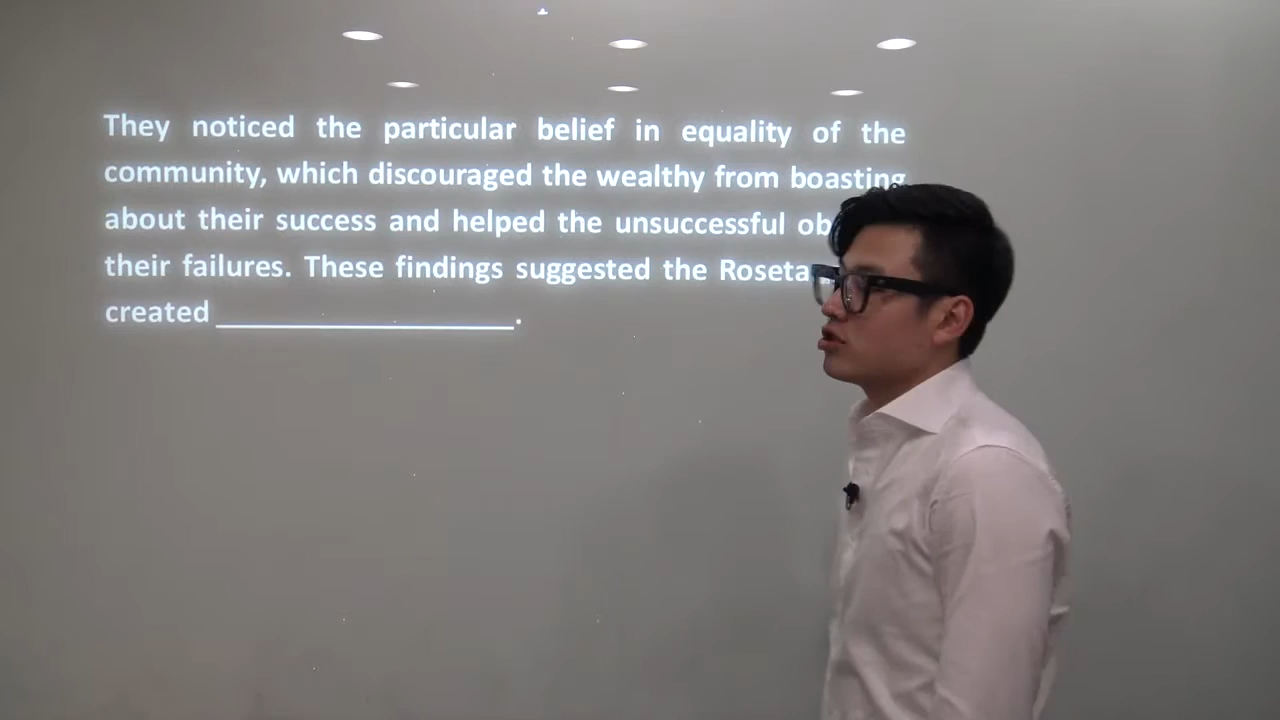 They noticed the particular belief in equality of the
community, which discouraged the wealthy from boasting
about their success and helped the unsuccessful
their failures. These findings suggested the
created ____________________.